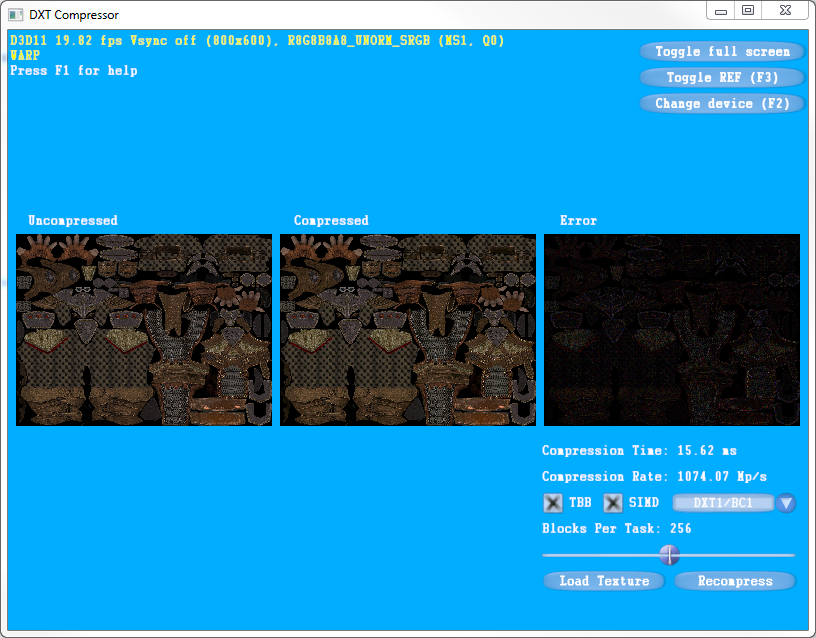 DXT Compressor
D3D11 19.82 fps Vsync off (800x600), R8G8B8A8_UNORM_SRGB (MS1, Q0)
WARP
Press F1 for help
Toggle full screen
Toggle REF (F3)
Change device (F2)
Uncompressed Compressed Error
Compression Time: 15.62 ms
Compression Rate: 1074.07 Mp/s
TBB SIMD DXT1/BC1
Blocks Per Task: 256
Load Texture Recompress